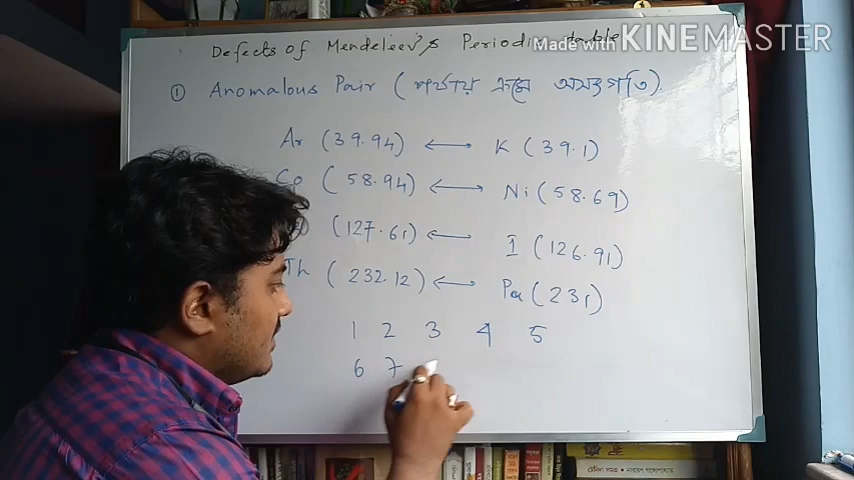 Made with KINEMASTER
Defects of Mendeleev's Periodic table
① Anomalous Pair (পর্যায় ক্রমে অসংগতি).
Ar (39.94) ⟷ K (39.1)
Co (58.94) ⟷ Ni (58.69)
(127.61) ⟷ I (126.91)
Th (232.12) ⟷ Pa (231)
1 2 3 4 5
6 7